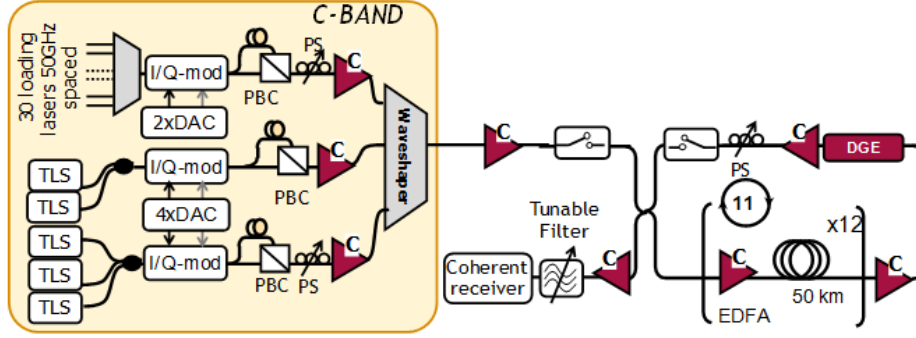 C-BAND
30 loading
lasers 50GHz
spaced
I/Q-mod
2xDAC
PBC
PS
C
TLS
TLS
I/Q-mod
4xDAC
PBC
C
TLS
TLS
TLS
I/Q-mod
PBC
PS
C
Waveshaper
C
PS
C
DGE
11
x12
Tunable
Filter
C
Coherent
receiver
C
EDFA
50 km
C